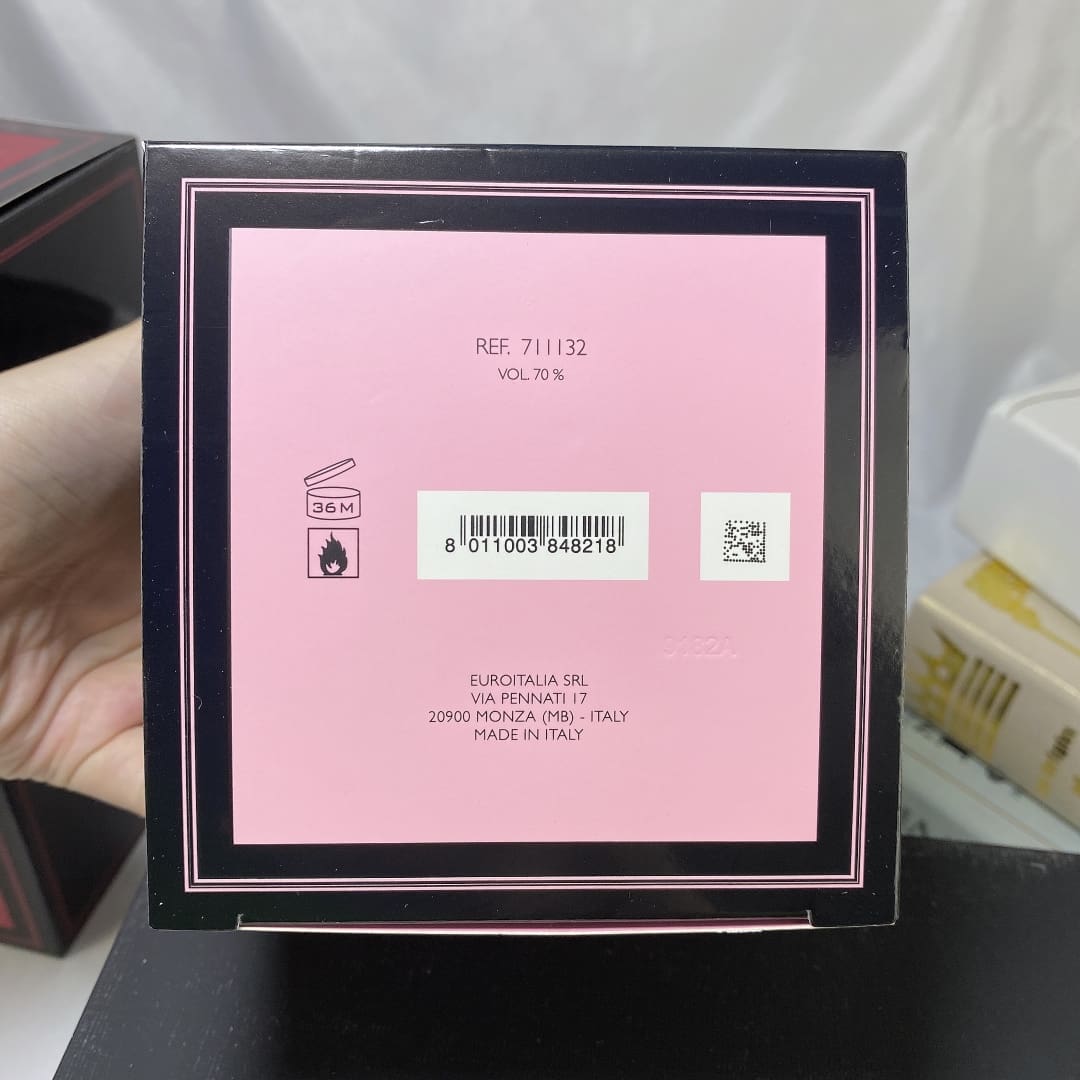 REF. 711132
VOL. 70 %
36 M
8 011003 848218
EUROITALIA SRL
VIA PENNATI 17
20900 MONZA (MB) - ITALY
MADE IN ITALY